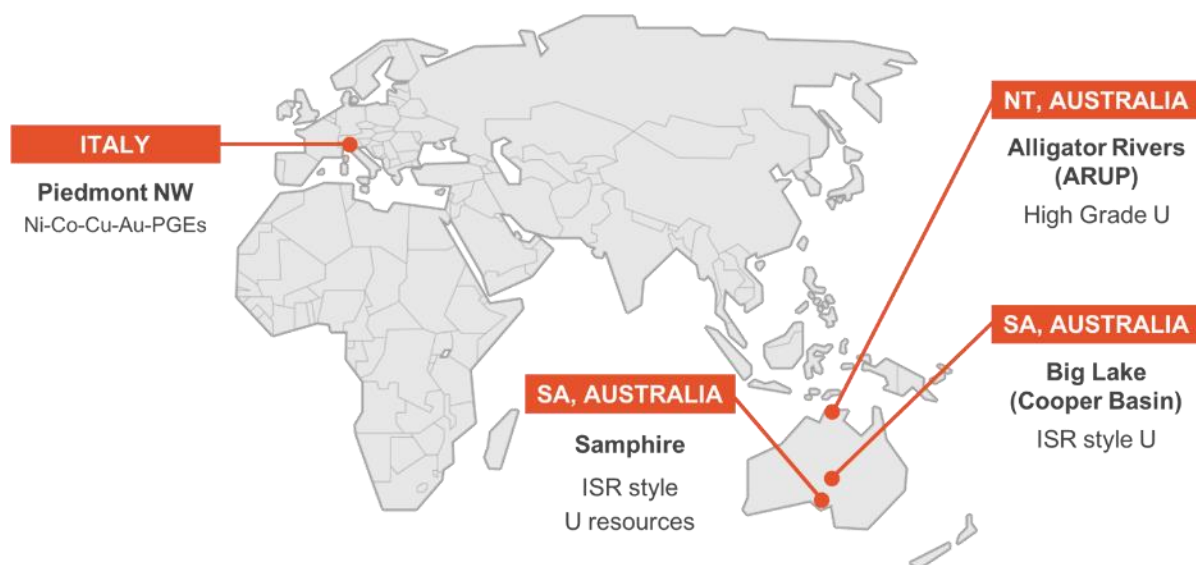 ITALY
Piedmont NW
Ni-Co-Cu-Au-PGEs
NT, AUSTRALIA
Alligator Rivers
(ARUP)
High Grade U
SA, AUSTRALIA
Big Lake
(Cooper Basin)
ISR style U
SA, AUSTRALIA
Samphire
ISR style
U resources